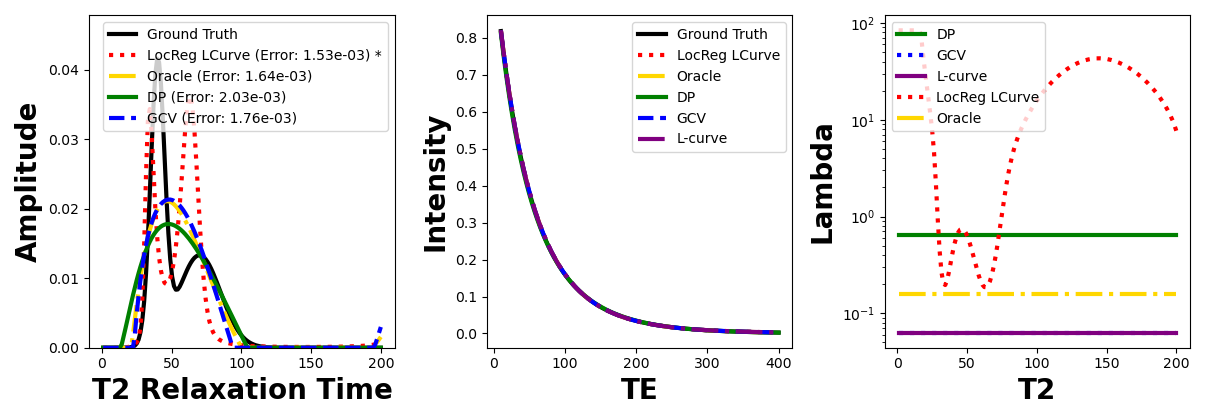 Amplitude
0.04
0.03
0.02
0.01
0.00
Ground Truth
LocReg LCurve (Error: 1.53e-03) *
Oracle (Error: 1.64e-03)
DP (Error: 2.03e-03)
GCV (Error: 1.76e-03)
0 50 100 150 200
T2 Relaxation Time
Intensity
0.8
0.7
0.6
0.5
0.4
0.3
0.2
0.1
0.0
Ground Truth
LocReg LCurve
Oracle
DP
GCV
L-curve
0 100 200 300 400
TE
Lambda
10²
10¹
10⁰
10⁻¹
DP
GCV
L-curve
LocReg LCurve
Oracle
0 50 100 150 200
T2